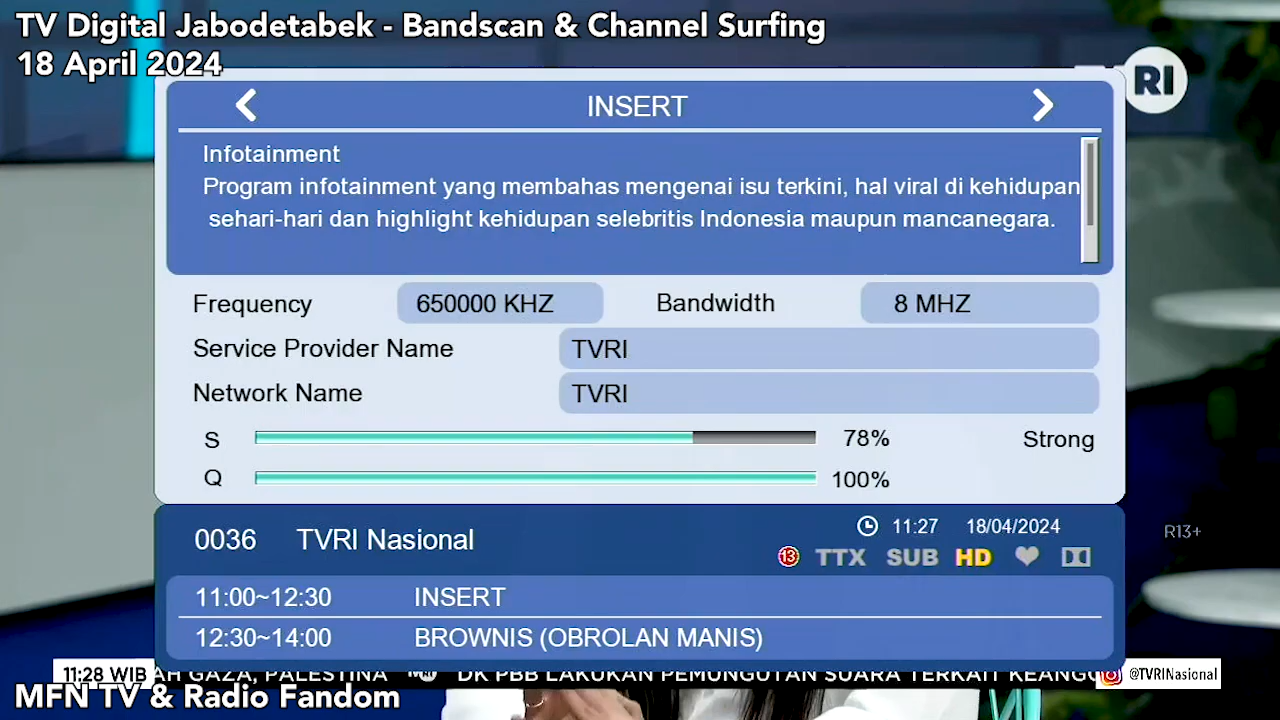 TV Digital Jabodetabek - Bandscan & Channel Surfing
18 April 2024
RI
INSERT
Infotainment
Program infotainment yang membahas mengenai isu terkini, hal viral di kehidupan
sehari-hari dan highlight kehidupan selebritis Indonesia maupun mancanegara.
Frequency 650000 KHZ Bandwidth 8 MHZ
Service Provider Name TVRI
Network Name TVRI
S 78% Strong
Q 100%
0036 TVRI Nasional 11:27 18/04/2024
13 TTX SUB HD
R13+
11:00~12:30 INSERT
12:30~14:00 BROWNIS (OBROLAN MANIS)
11:28 WIB AH GAZA, PALESTINA DK PBB LAKUKAN PEMUNGUTAN SUARA TERKAIT KEANG @TVRINasional
MFN TV & Radio Fandom